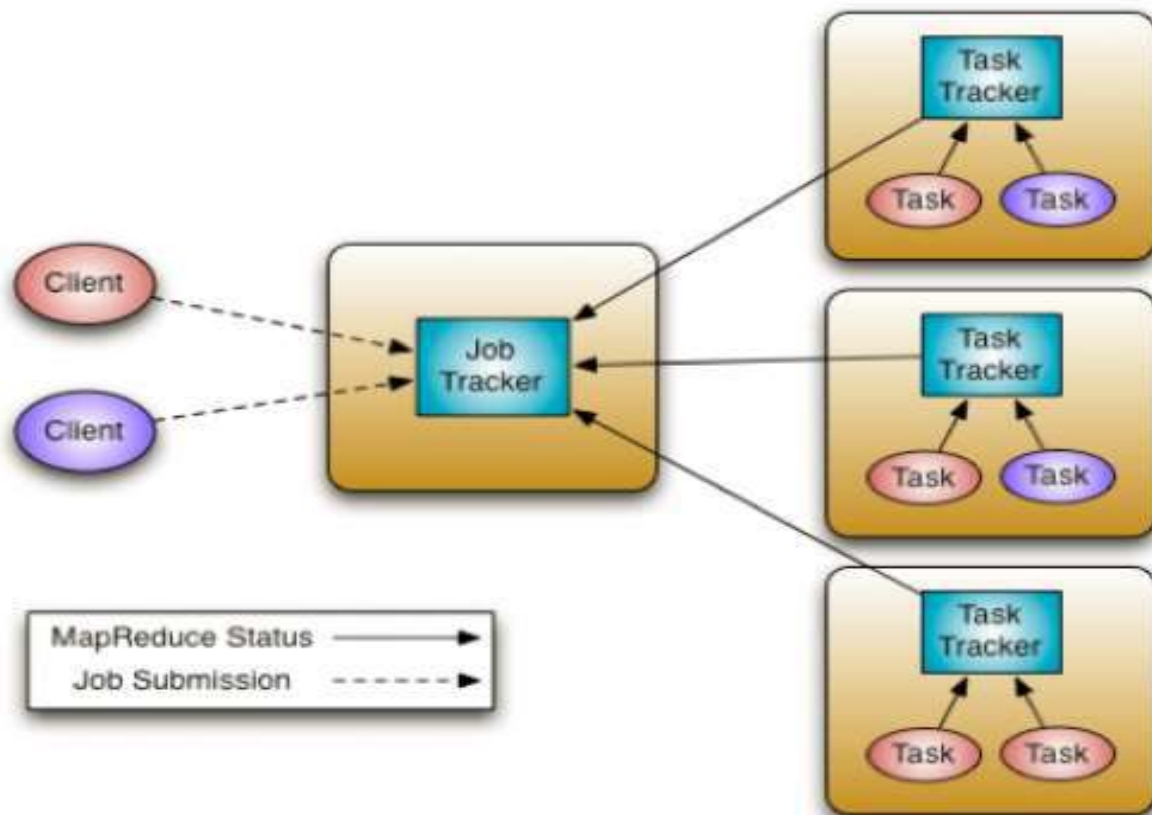 Client
Client
Job
Tracker
Task
Tracker
Task Task
Task
Tracker
Task Task
Task
Tracker
Task Task
MapReduce Status
Job Submission